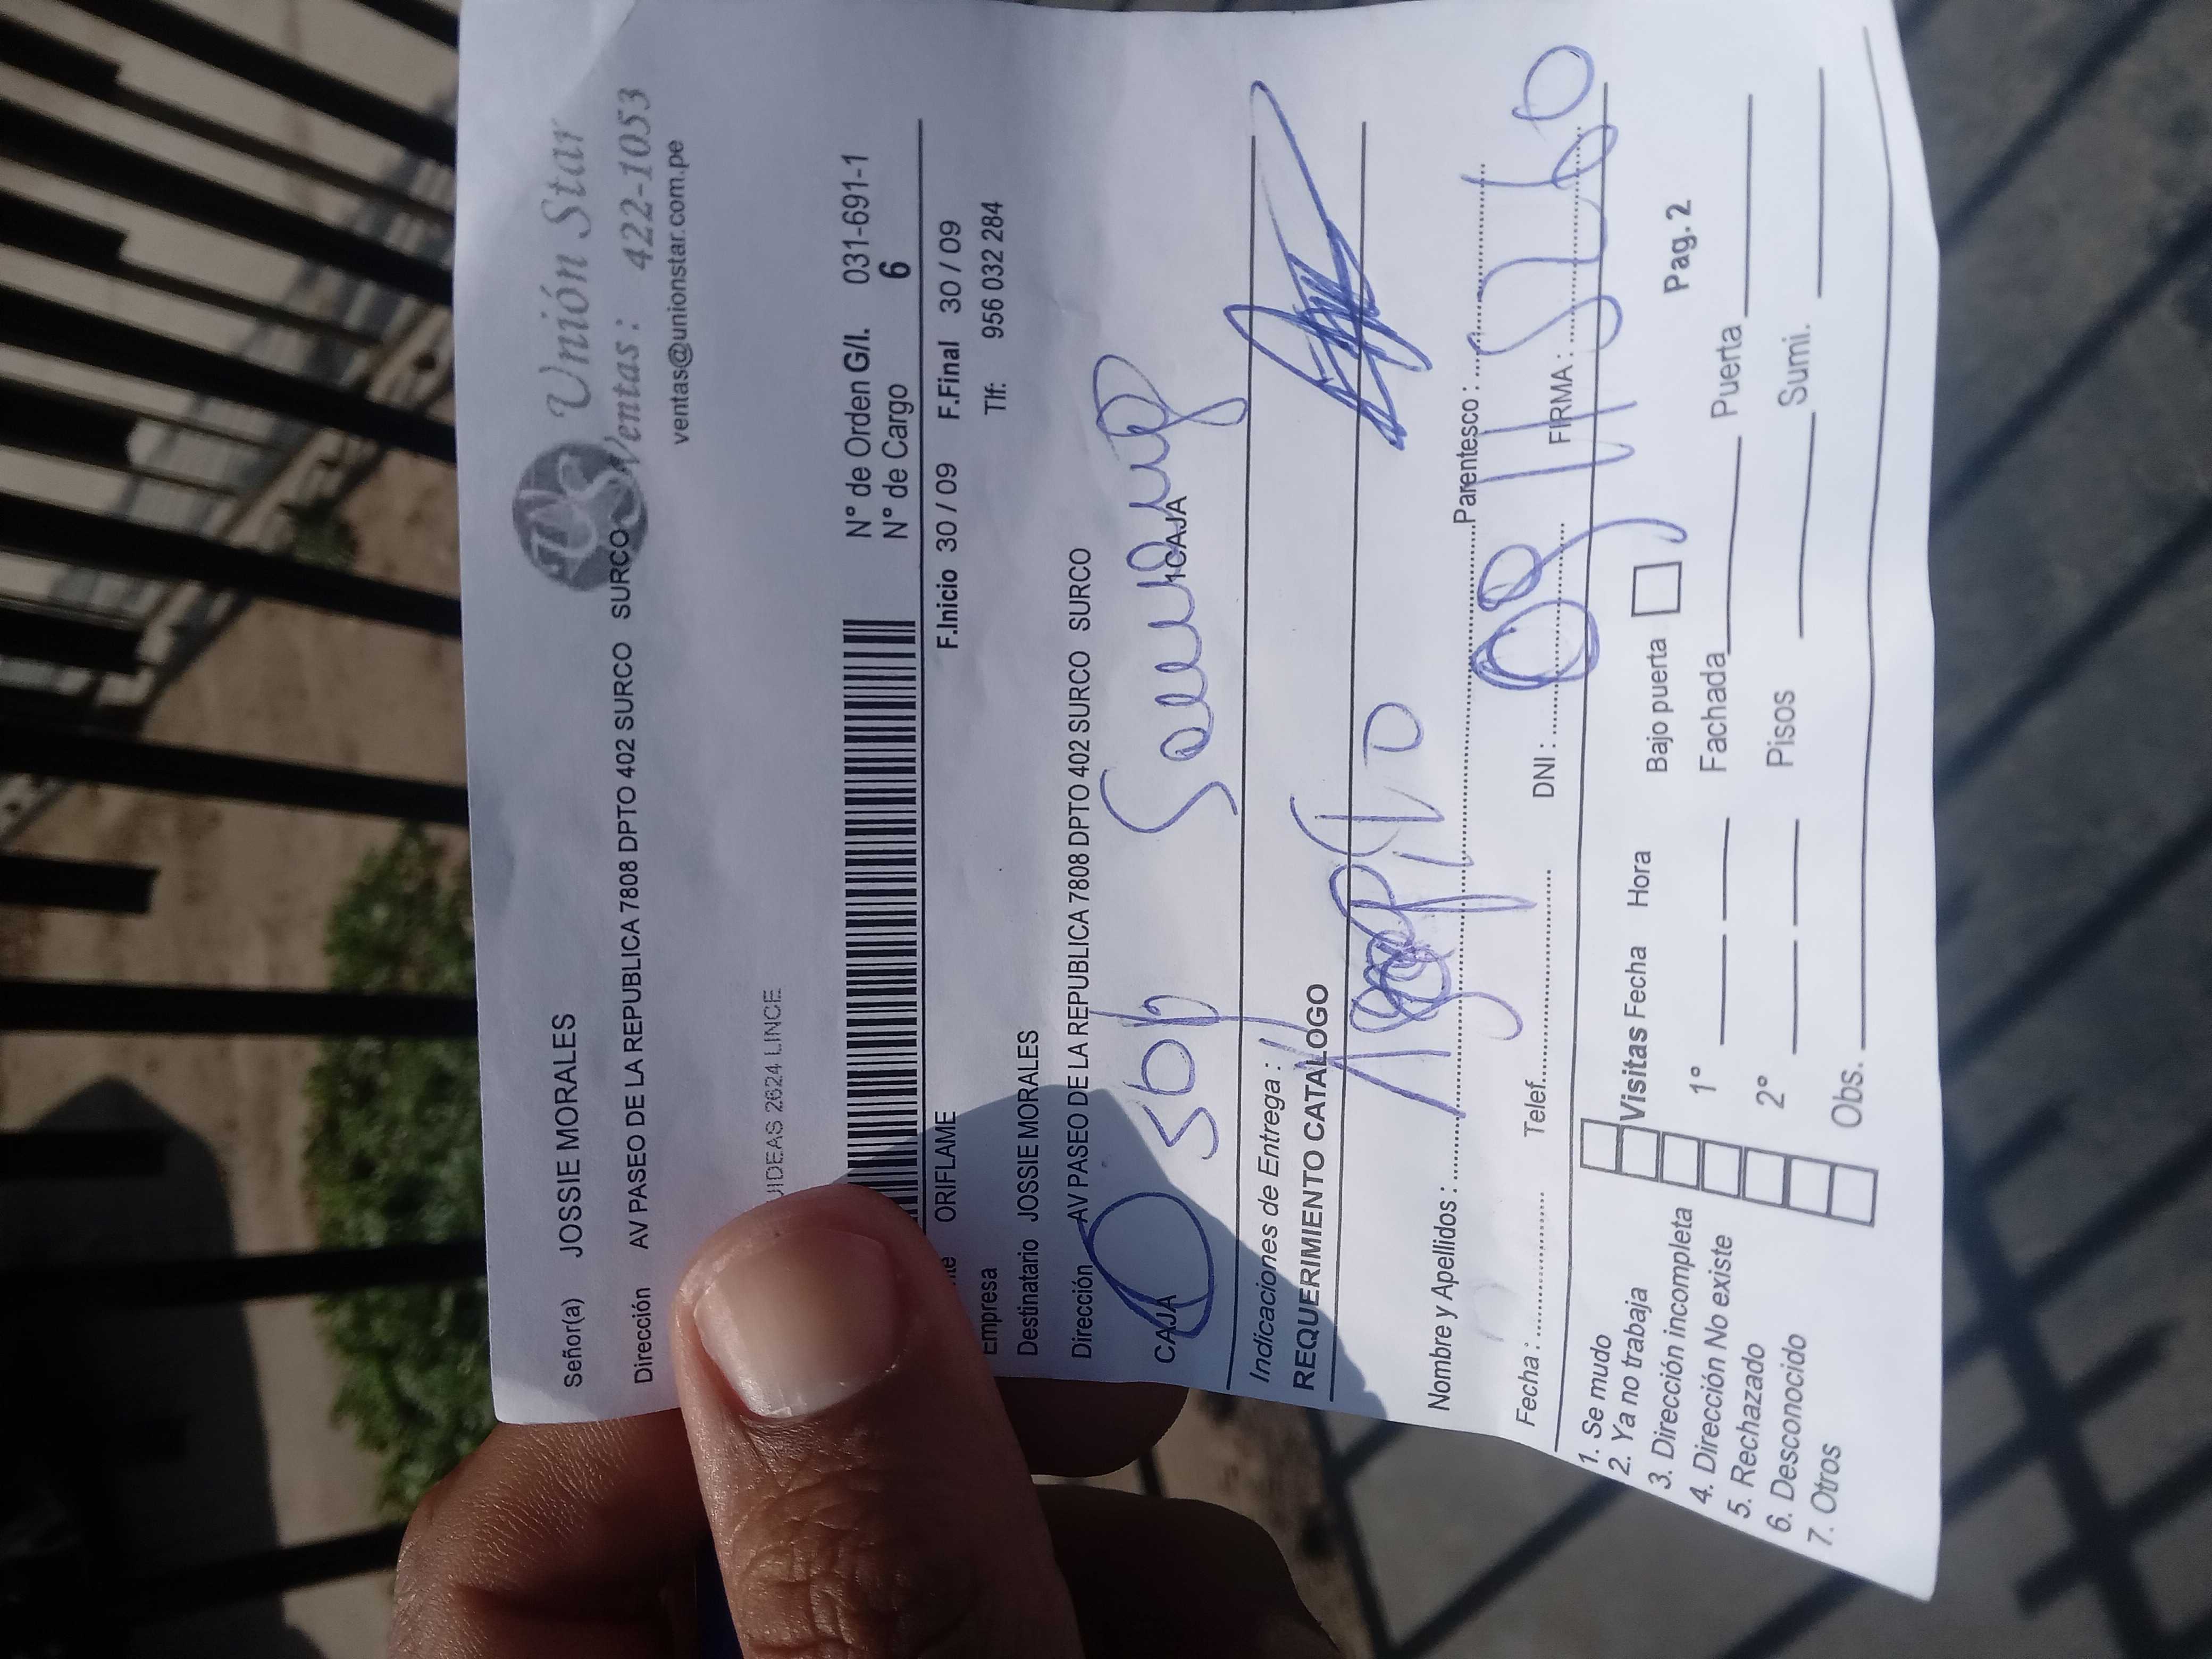 Unión Star
Ventas: 422-1053
ventas@unionstar.com.pe
Señor(a) JOSSIE MORALES
Dirección AV PASEO DE LA REPUBLICA 7808 DPTO 402 SURCO SURCO
2624 LINCE
N° de Orden G/I. 031-691-1
N° de Cargo 6
ORIFLAME F.Inicio 30 / 09 F.Final 30 / 09
Empresa Tlf: 956 032 284
Destinatario JOSSIE MORALES
Dirección AV PASEO DE LA REPUBLICA 7808 DPTO 402 SURCO SURCO
CAJA 1CAJA
Indicaciones de Entrega :
REQUERIMIENTO CATALOGO
Nombre y Apellidos : Parentesco :
Fecha : Telef. DNI : FIRMA :
1. Se mudo
2. Ya no trabaja
3. Dirección incompleta
4. Dirección No existe
5. Rechazado
6. Desconocido
7. Otros
Visitas Fecha Hora Bajo puerta Pag. 2
1° Fachada Puerta
2° Pisos Sumi.
Obs.